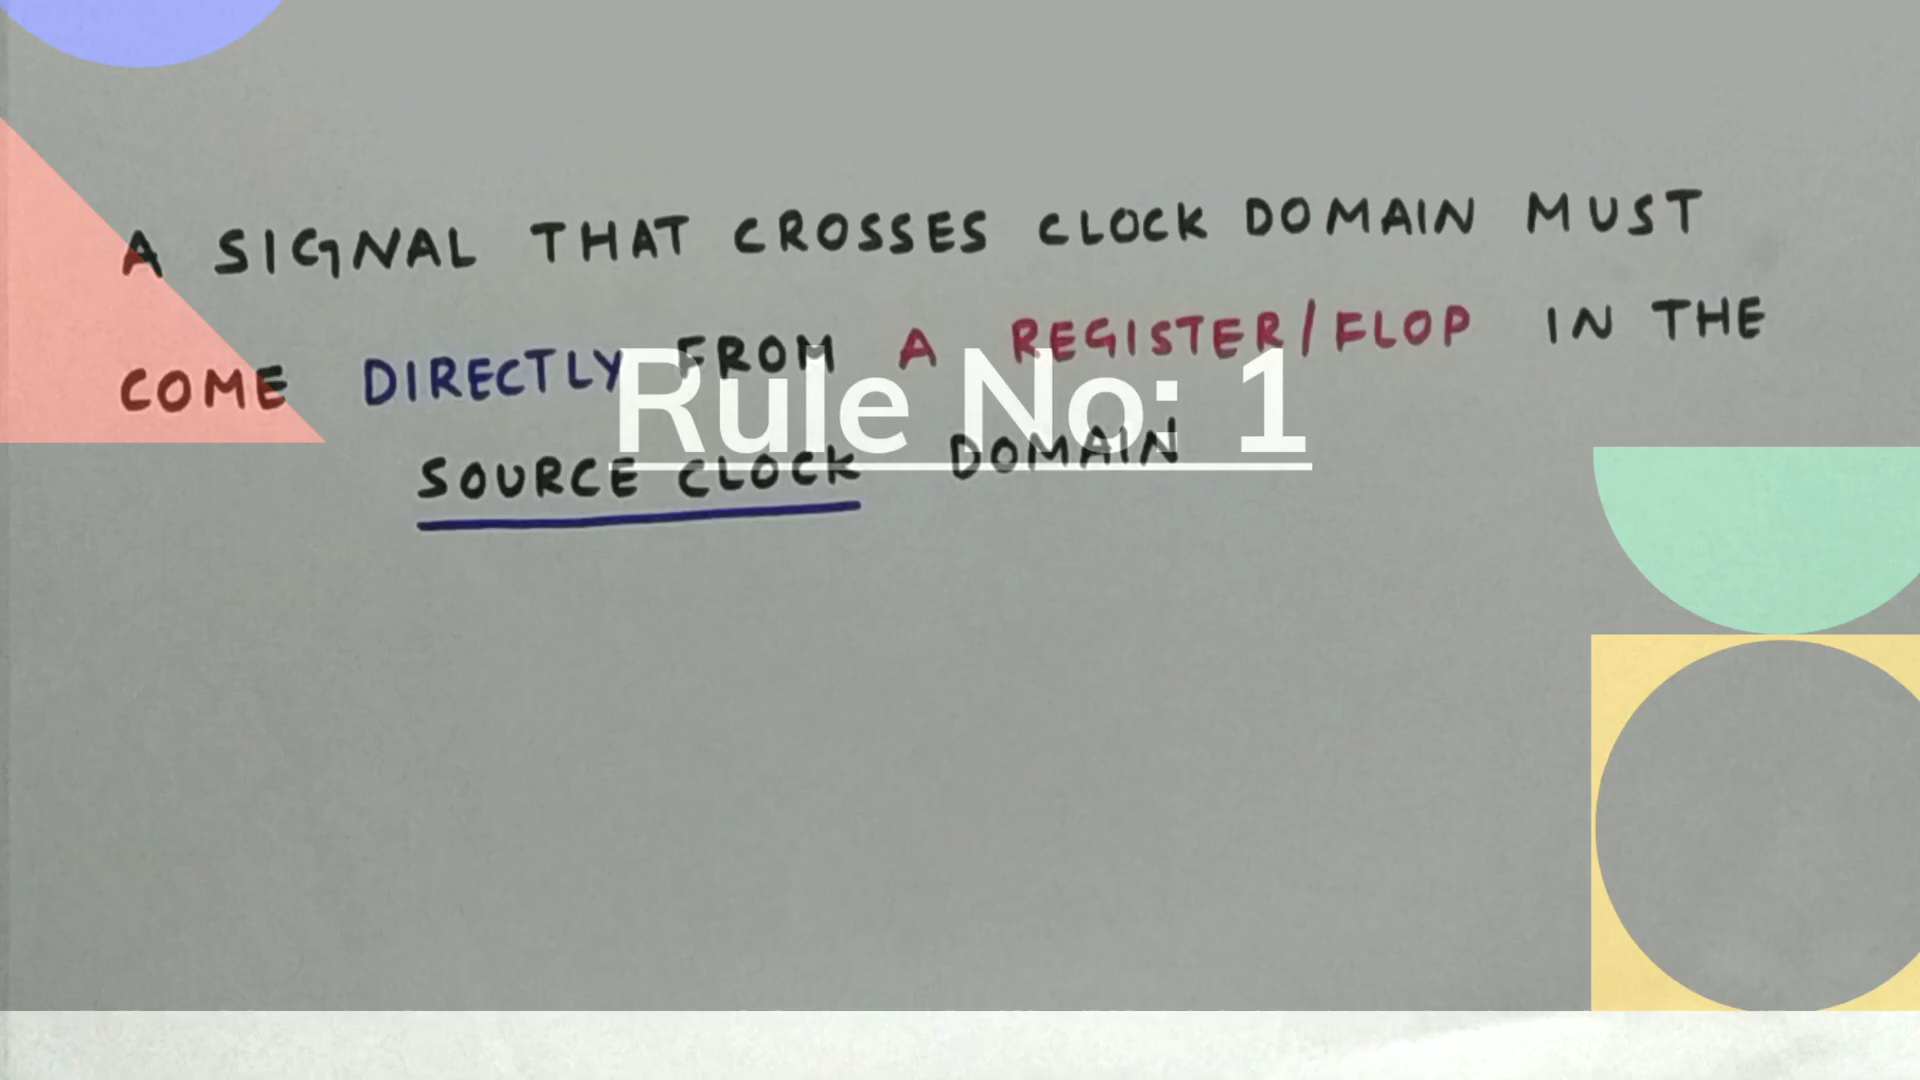 A SIGNAL THAT CROSSES CLOCK DOMAIN MUST
COME DIRECTLY FROM A REGISTER/FLOP IN THE
SOURCE CLOCK DOMAIN
Rule No: 1